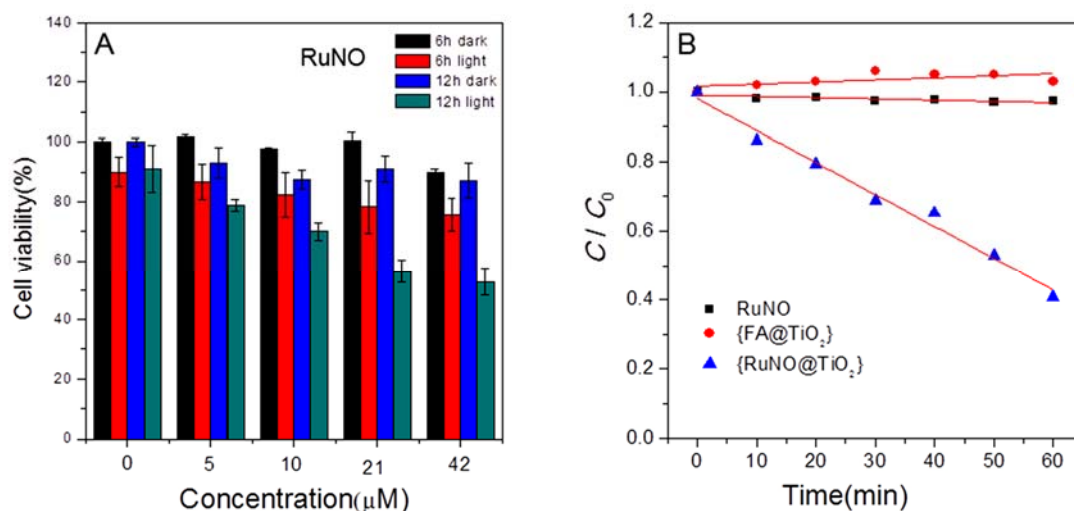 A
RuNO
6h dark
6h light
12h dark
12h light
Cell viability(%)
140
120
100
80
60
40
20
0
0 5 10 21 42
Concentration(μM)
B
C / C0
1.2
1.0
0.8
0.6
0.4
0.2
0.0
RuNO
{FA@TiO2}
{RuNO@TiO2}
0 10 20 30 40 50 60
Time(min)